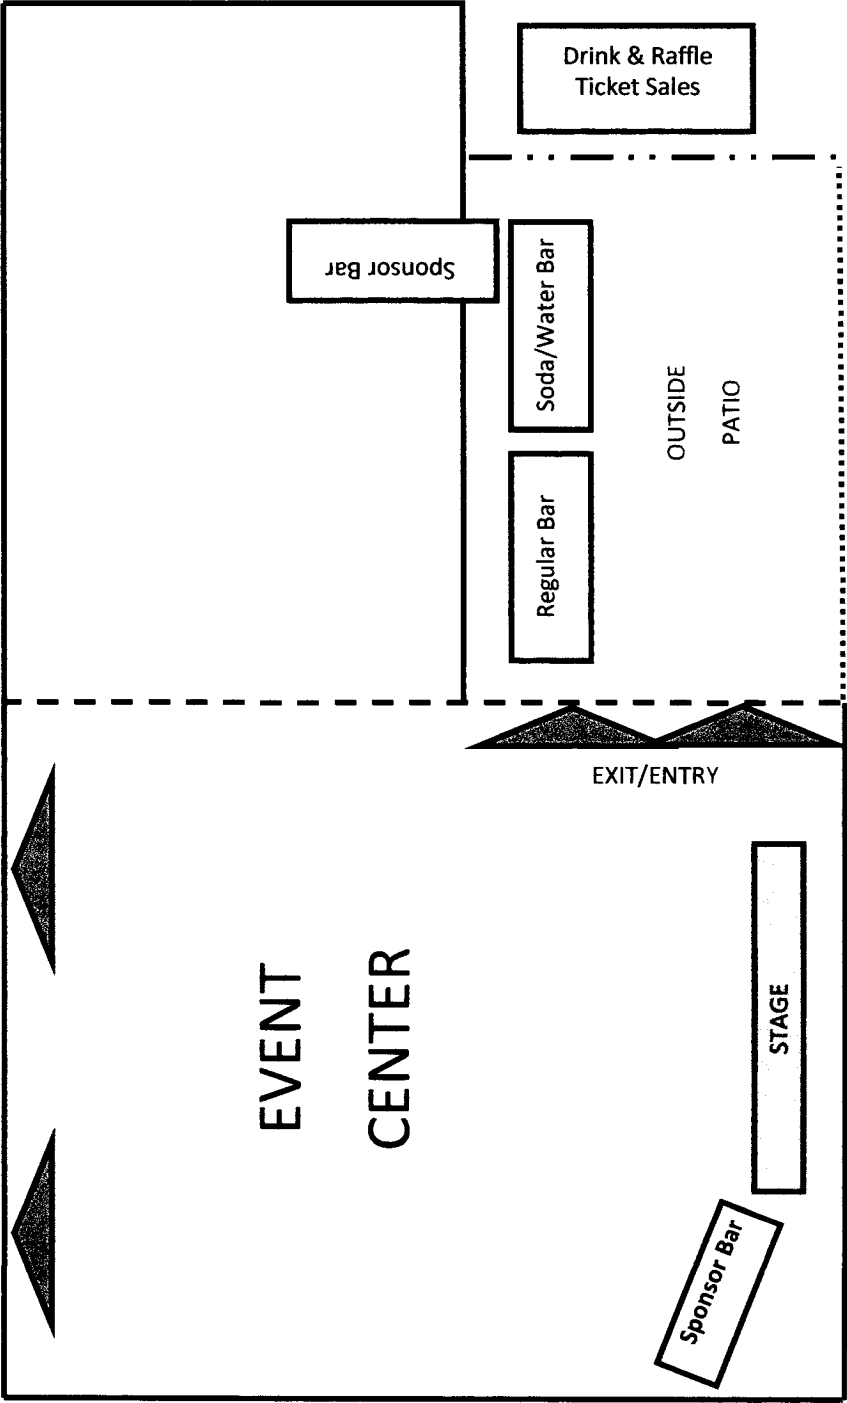 Drink & Raffle
Ticket Sales
Sponsor Bar
Soda/Water Bar
OUTSIDE
PATIO
Regular Bar
EXIT/ENTRY
EVENT
CENTER
STAGE
Sponsor Bar